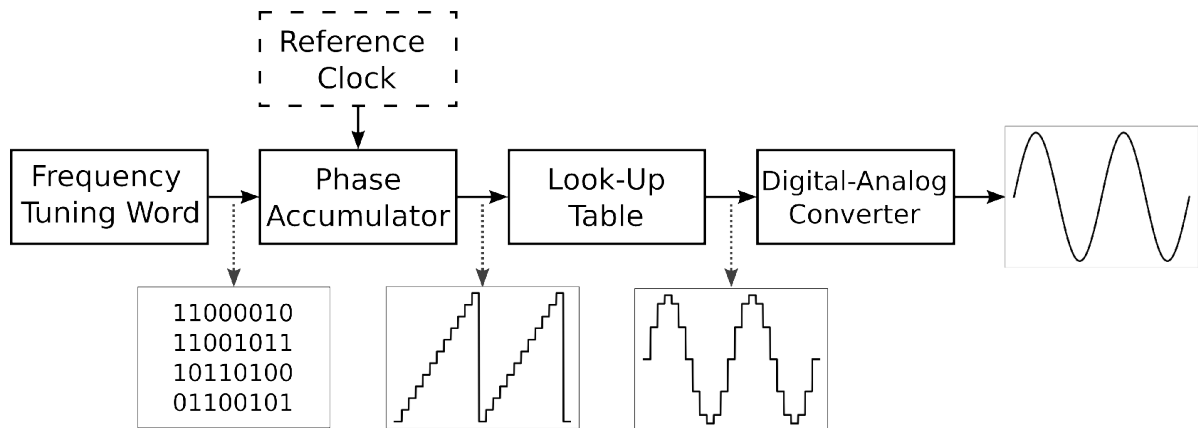 Reference
Clock
Frequency
Tuning Word
Phase
Accumulator
Look-Up
Table
Digital-Analog
Converter
11000010
11001011
10110100
01100101